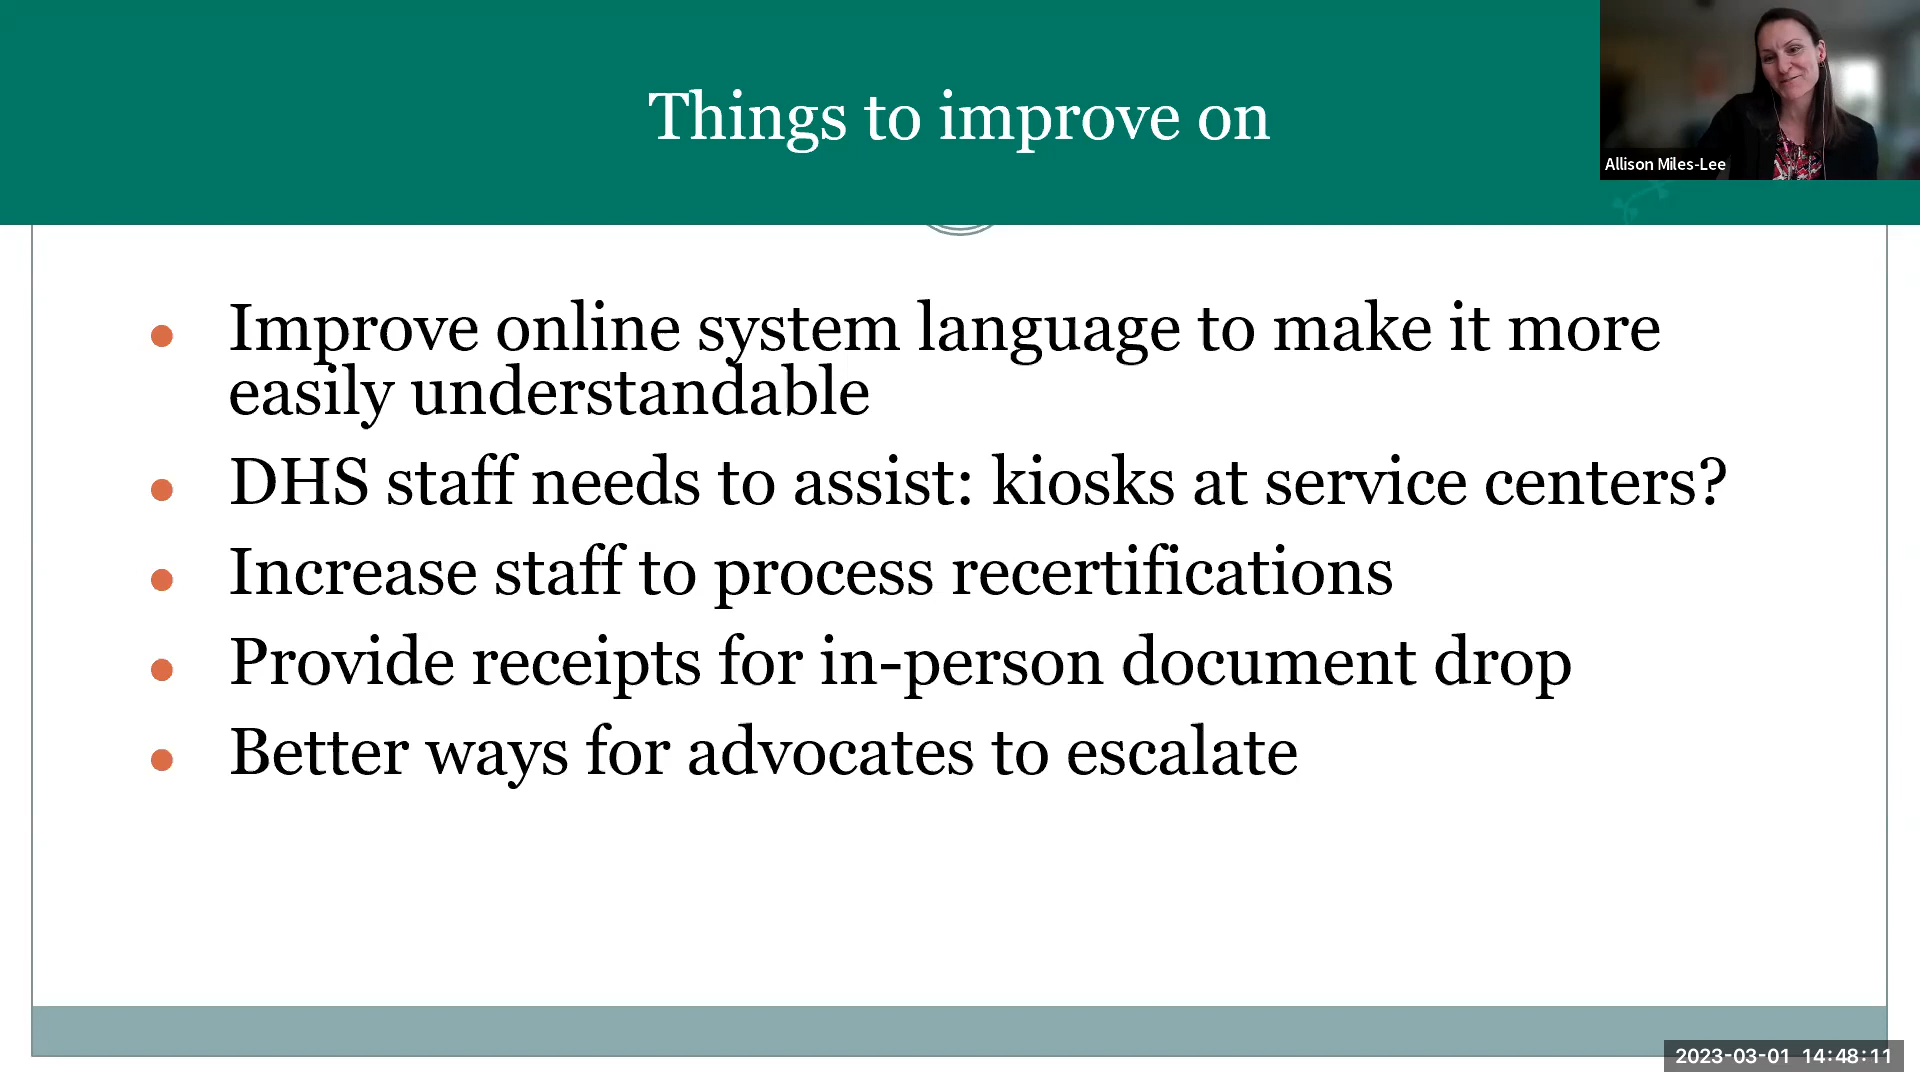 Things to improve on
Allison Miles-Lee
● Improve online system language to make it more
easily understandable
● DHS staff needs to assist: kiosks at service centers?
● Increase staff to process recertifications
● Provide receipts for in-person document drop
● Better ways for advocates to escalate
2023-03-01 14:48:11